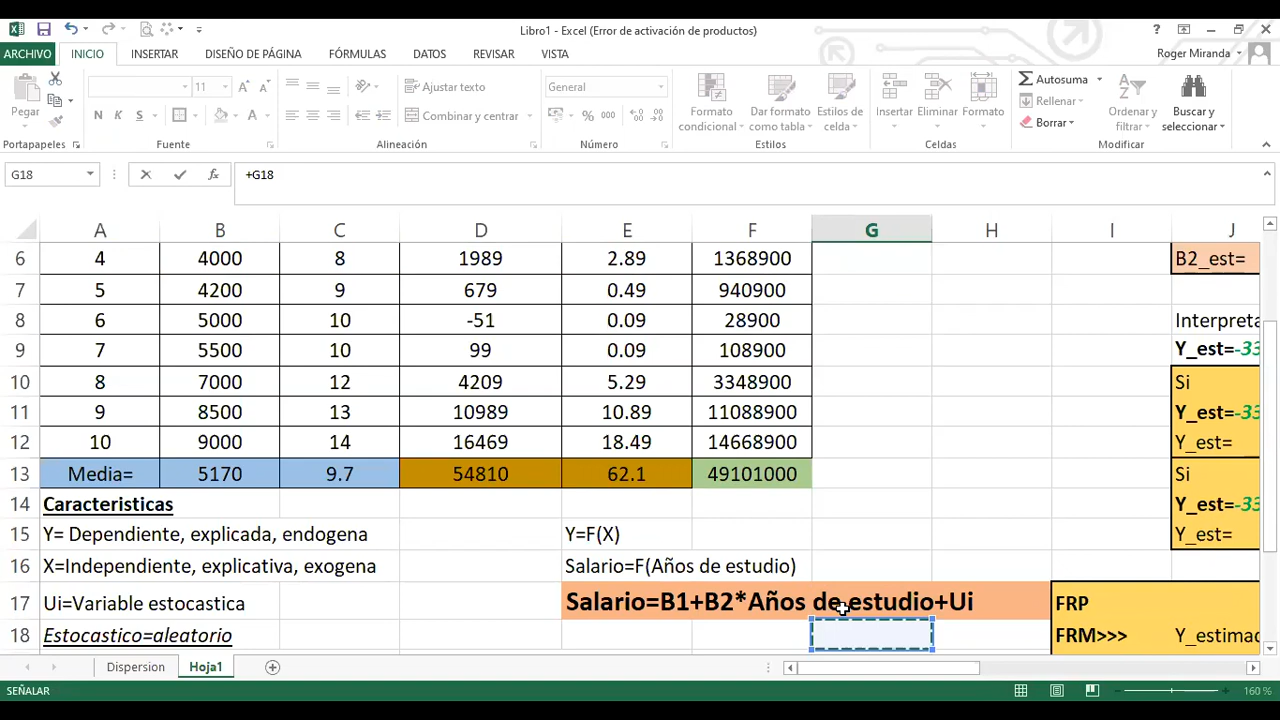 Libro1 - Excel (Error de activación de productos)
ARCHIVO INICIO INSERTAR DISEÑO DE PÁGINA FÓRMULAS DATOS REVISAR VISTA Roger Miranda
Pegar
N K S
11
Ajustar texto
Combinar y centrar
General
% 000
Formato condicional
Dar formato como tabla
Estilos de celda
Insertar Eliminar Formato
Autosuma
Rellenar
Borrar
Ordenar y filtrar
Buscar y seleccionar
Portapapeles Fuente Alineación Número Estilos Celdas Modificar
G18 +G18
A B C D E F G H I J
6 4 4000 8 1989 2.89 1368900 B2_est=
7 5 4200 9 679 0.49 940900
8 6 5000 10 -51 0.09 28900 Interpreta
9 7 5500 10 99 0.09 108900 Y_est=-33
10 8 7000 12 4209 5.29 3348900 Si
11 9 8500 13 10989 10.89 11088900 Y_est=-33
12 10 9000 14 16469 18.49 14668900 Y_est=
13 Media= 5170 9.7 54810 62.1 49101000 Si
14 Caracteristicas Y_est=-33
15 Y= Dependiente, explicada, endogena Y=F(X) Y_est=
16 X=Independiente, explicativa, exogena Salario=F(Años de estudio)
17 Ui=Variable estocastica Salario=B1+B2*Años de estudio+Ui FRP
18 Estocastico=aleatorio FRM>>> Y_estimad
Dispersion Hoja1
SEÑALAR 160 %